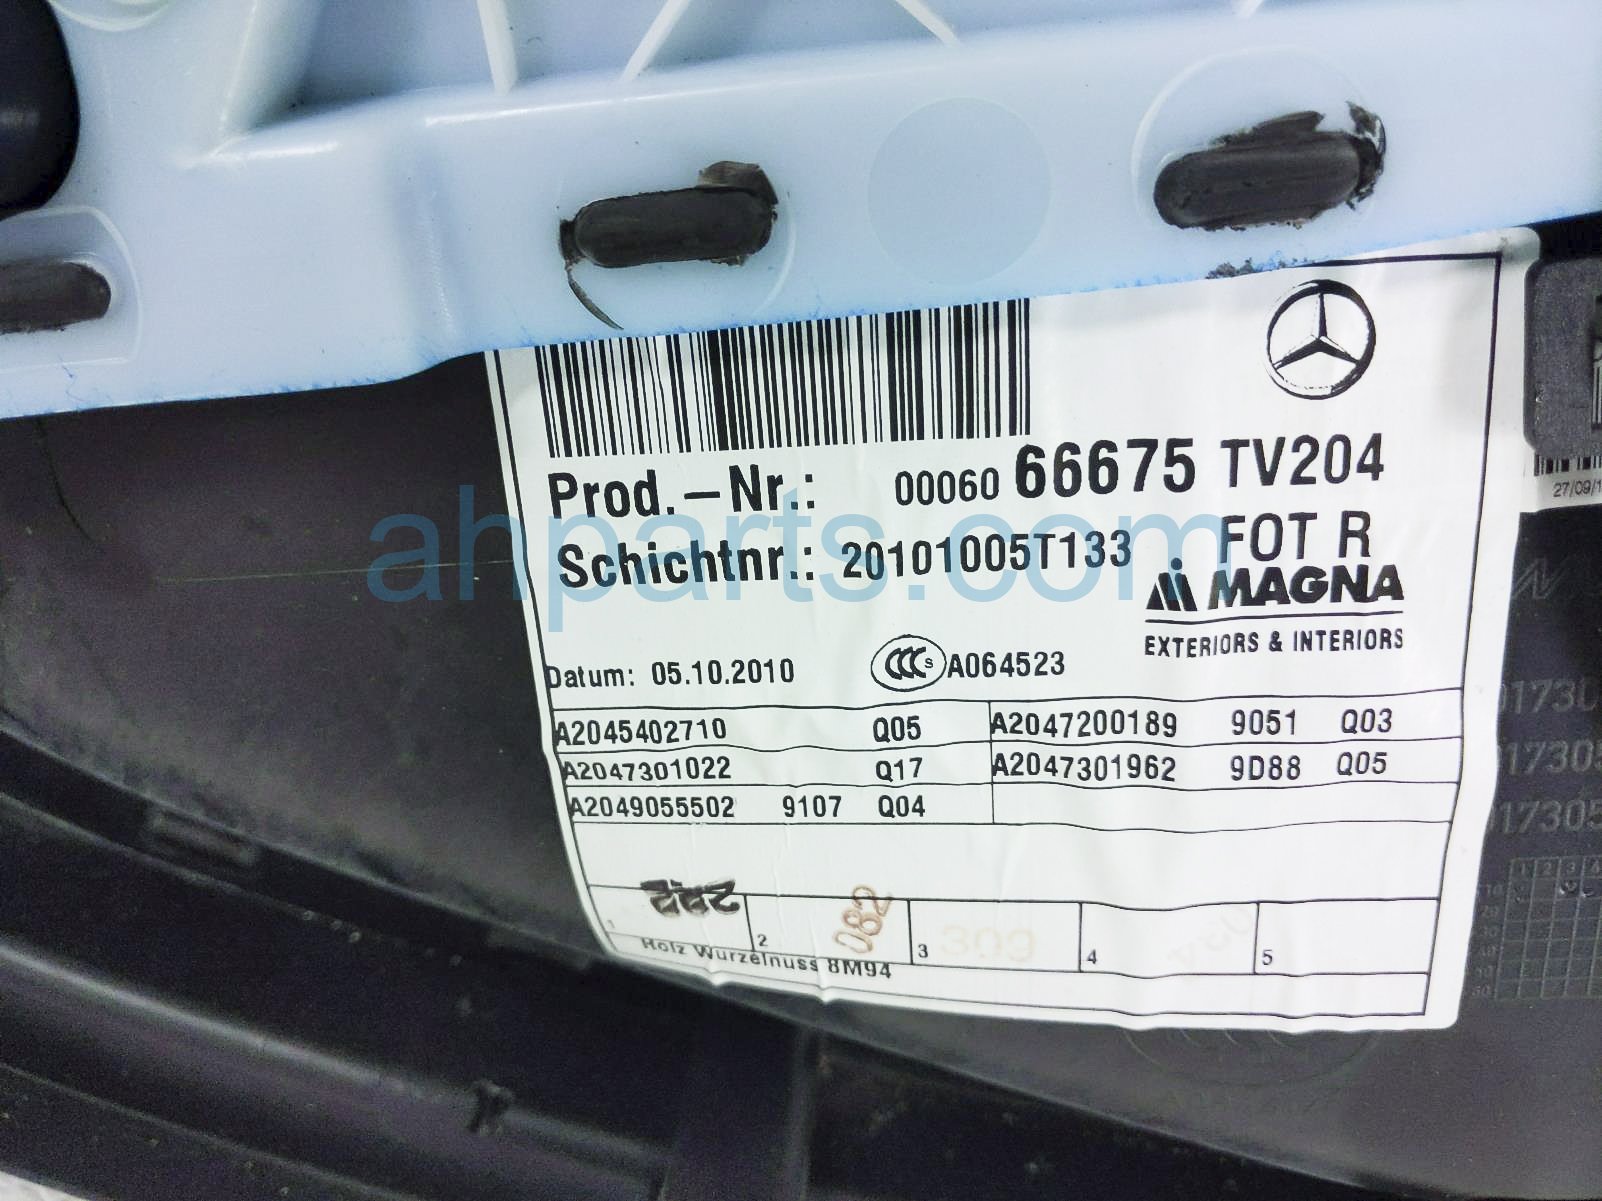 Prod.-Nr.: 00060 66675 TV204
Schichtnr.: 20101005T133 FOT R
MAGNA
EXTERIORS & INTERIORS
Datum: 05.10.2010 CCC S A064523
A2045402710 Q05 A2047200189 9051 Q03
A2047301022 Q17 A2047301962 9D88 Q05
A2049055502 9107 Q04
1 2 082 3 309 4 5
Holz Wurzelnuss 8M94
27/09/1
ahparts.com